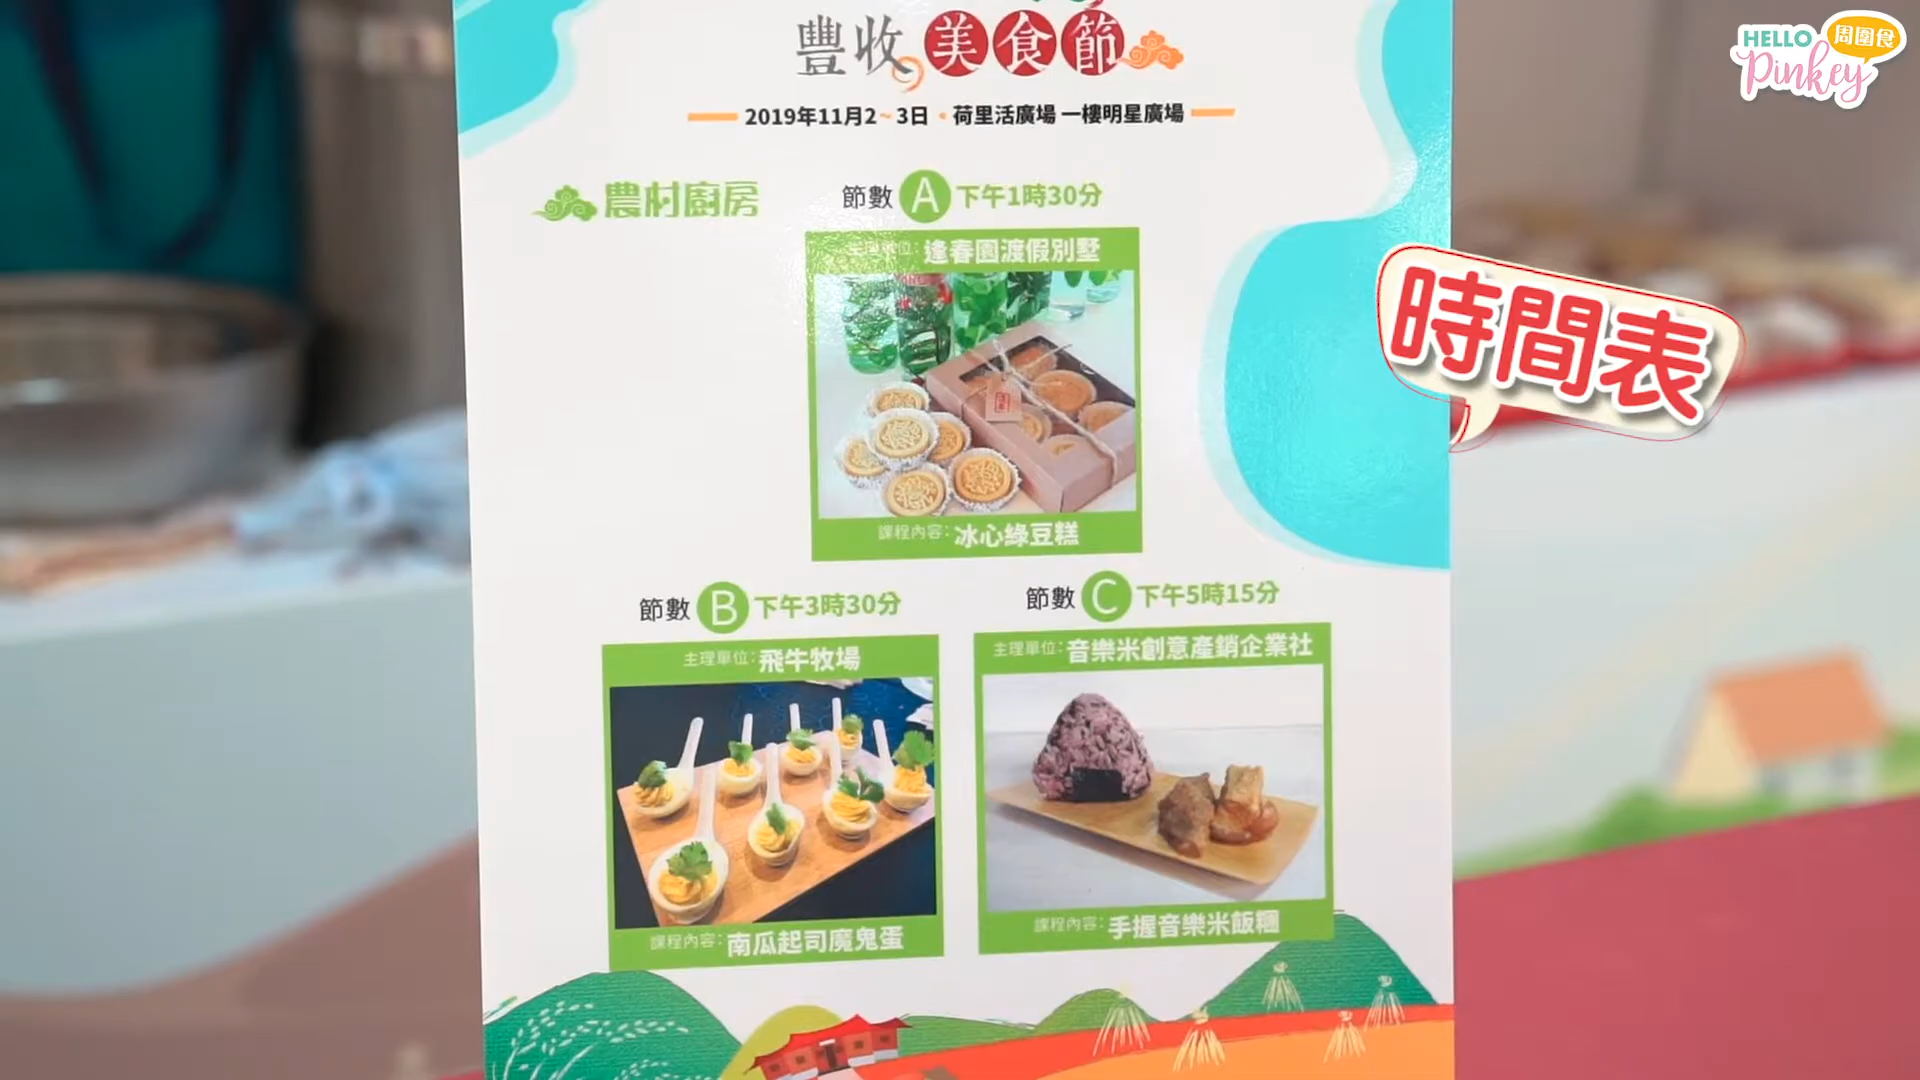 HELLO
Pinkey
周圍食
豐收美食節
2019年11月2~3日・荷里活廣場 一樓明星廣場
農村廚房
節數 A 下午1時30分
主理單位：逢春園渡假別墅
課程內容：冰心綠豆糕
時間表
節數 B 下午3時30分
主理單位：飛牛牧場
課程內容：南瓜起司魔鬼蛋
節數 C 下午5時15分
主理單位：音樂米創意產銷企業社
課程內容：手握音樂米飯糰